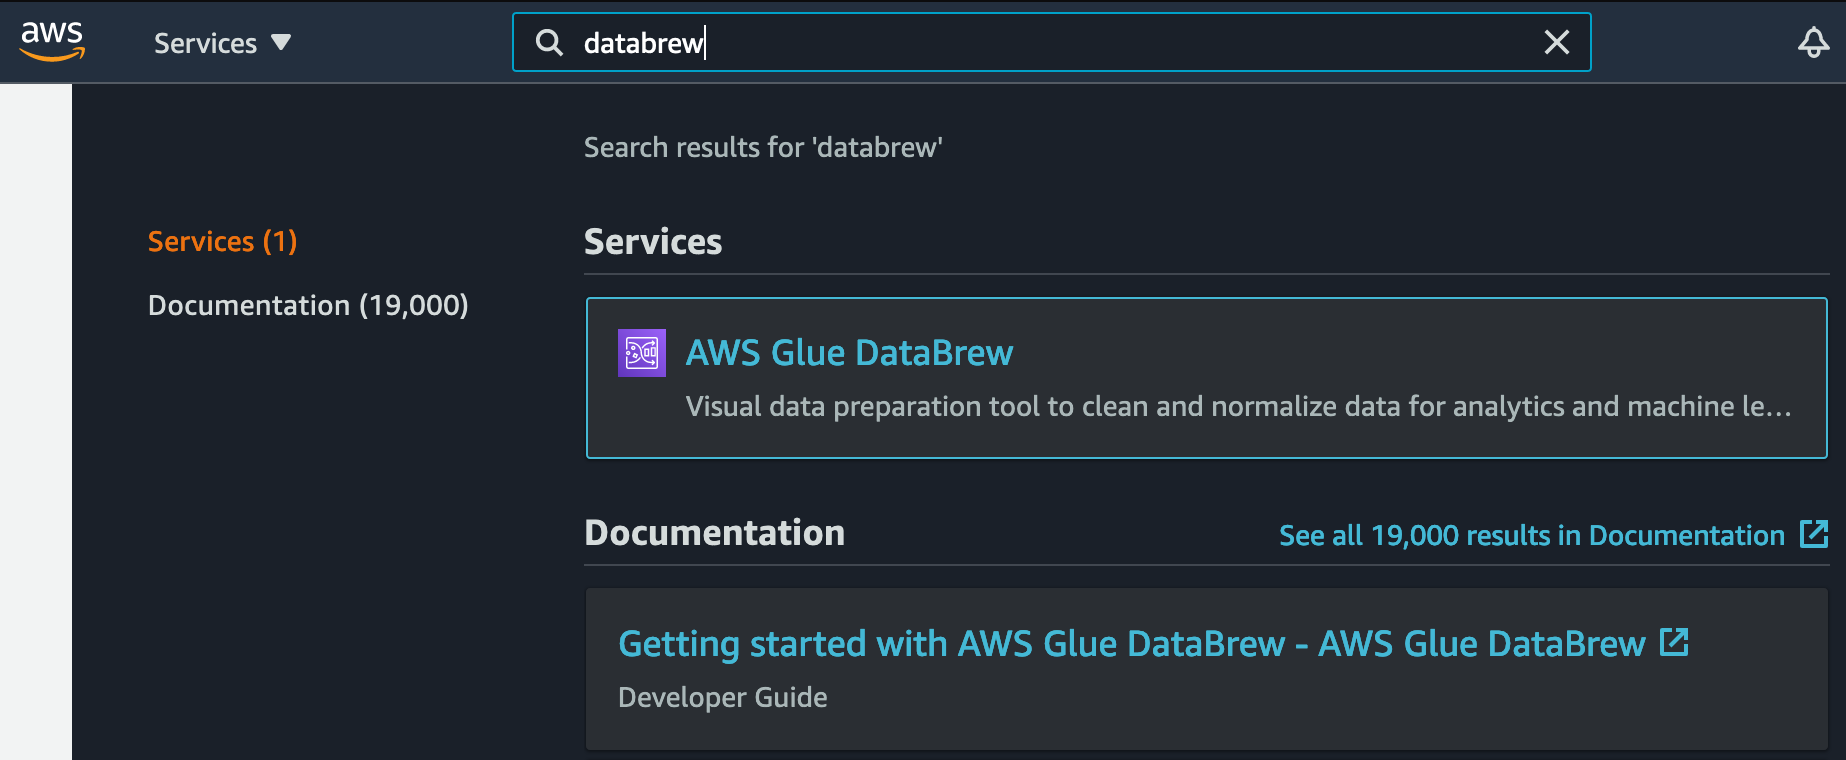 aws
Services
databrew
Search results for 'databrew'
Services (1)
Documentation (19,000)
Services
AWS Glue DataBrew
Visual data preparation tool to clean and normalize data for analytics and machine le...
Documentation
See all 19,000 results in Documentation
Getting started with AWS Glue DataBrew - AWS Glue DataBrew
Developer Guide